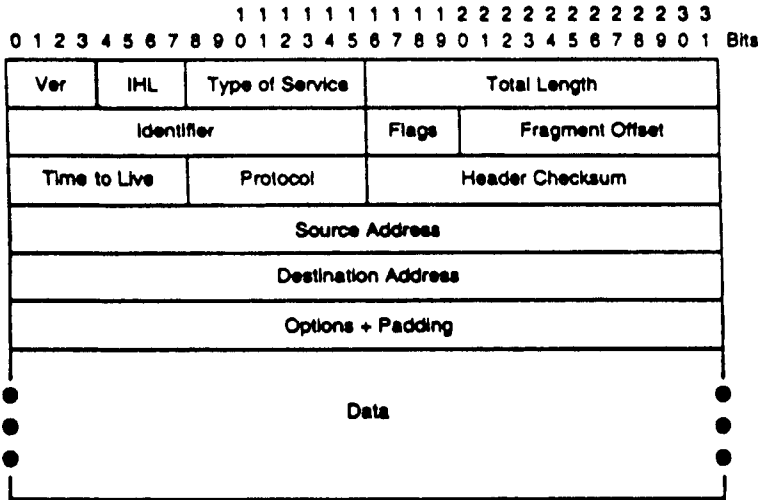 1 1 1 1 1 1 1 1 1 1 2 2 2 2 2 2 2 2 2 2 3 3
0 1 2 3 4 5 6 7 8 9 0 1 2 3 4 5 6 7 8 9 0 1 2 3 4 5 6 7 8 9 0 1 Bits
Ver IHL Type of Service Total Length
Identifier Flags Fragment Offset
Time to Live Protocol Header Checksum
Source Address
Destination Address
Options + Padding
Data